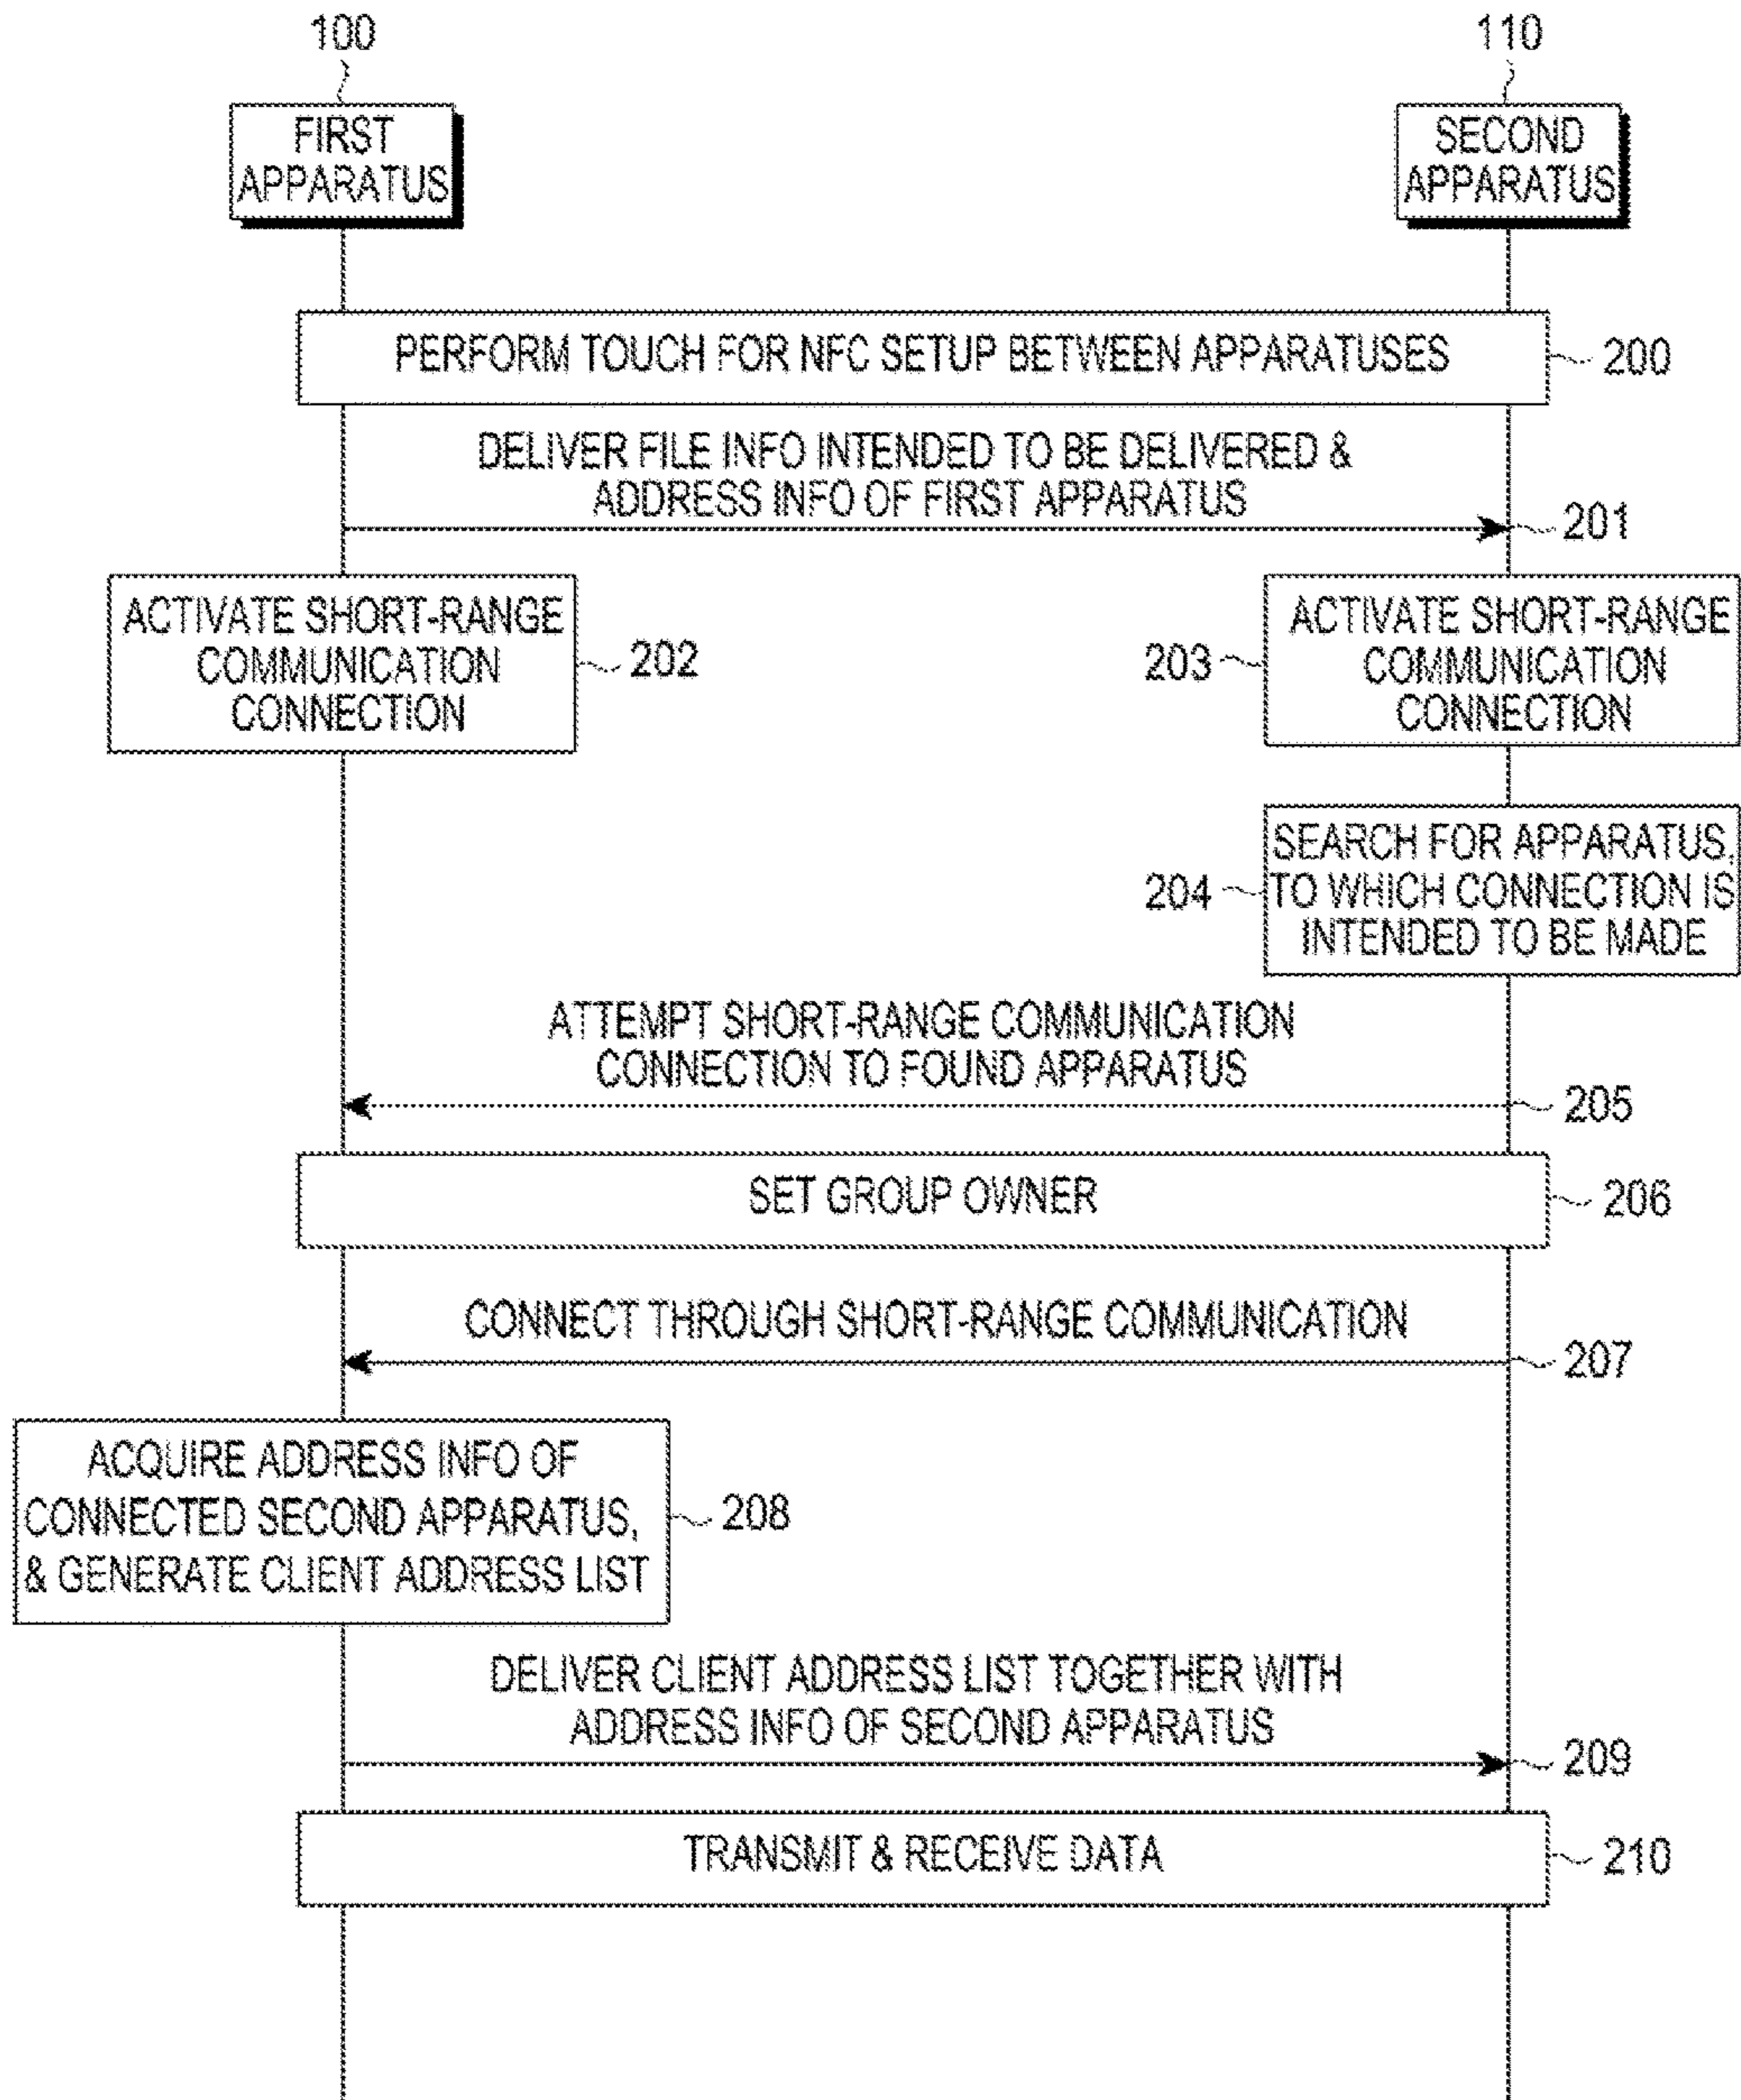 100
110
FIRST
APPARATUS
SECOND
APPARATUS
PERFORM TOUCH FOR NFC SETUP BETWEEN APPARATUSES
200
DELIVER FILE INFO INTENDED TO BE DELIVERED &
ADDRESS INFO OF FIRST APPARATUS
201
ACTIVATE SHORT-RANGE
COMMUNICATION
CONNECTION
202
203
ACTIVATE SHORT-RANGE
COMMUNICATION
CONNECTION
204
SEARCH FOR APPARATUS,
TO WHICH CONNECTION IS
INTENDED TO BE MADE
ATTEMPT SHORT-RANGE COMMUNICATION
CONNECTION TO FOUND APPARATUS
205
SET GROUP OWNER
206
CONNECT THROUGH SHORT-RANGE COMMUNICATION
207
ACQUIRE ADDRESS INFO OF
CONNECTED SECOND APPARATUS,
& GENERATE CLIENT ADDRESS LIST
208
DELIVER CLIENT ADDRESS LIST TOGETHER WITH
ADDRESS INFO OF SECOND APPARATUS
209
TRANSMIT & RECEIVE DATA
210